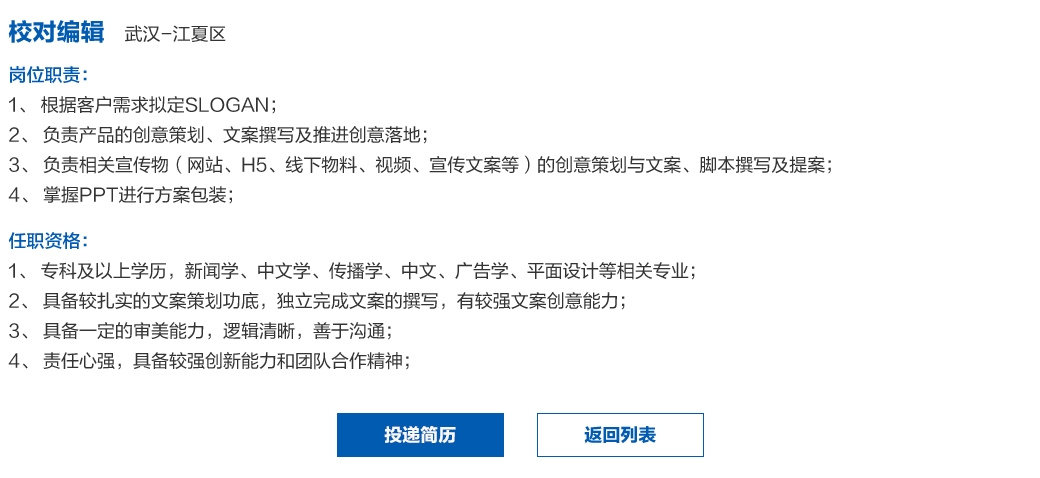 校对编辑 武汉-江夏区
岗位职责：
1、 根据客户需求拟定SLOGAN；
2、 负责产品的创意策划、文案撰写及推进创意落地；
3、 负责相关宣传物（网站、H5、线下物料、视频、宣传文案等）的创意策划与文案、脚本撰写及提案；
4、 掌握PPT进行方案包装；
任职资格：
1、 专科及以上学历，新闻学、中文学、传播学、中文、广告学、平面设计等相关专业；
2、 具备较扎实的文案策划功底，独立完成文案的撰写，有较强文案创意能力；
3、 具备一定的审美能力，逻辑清晰，善于沟通；
4、 责任心强，具备较强创新能力和团队合作精神；
投递简历 返回列表